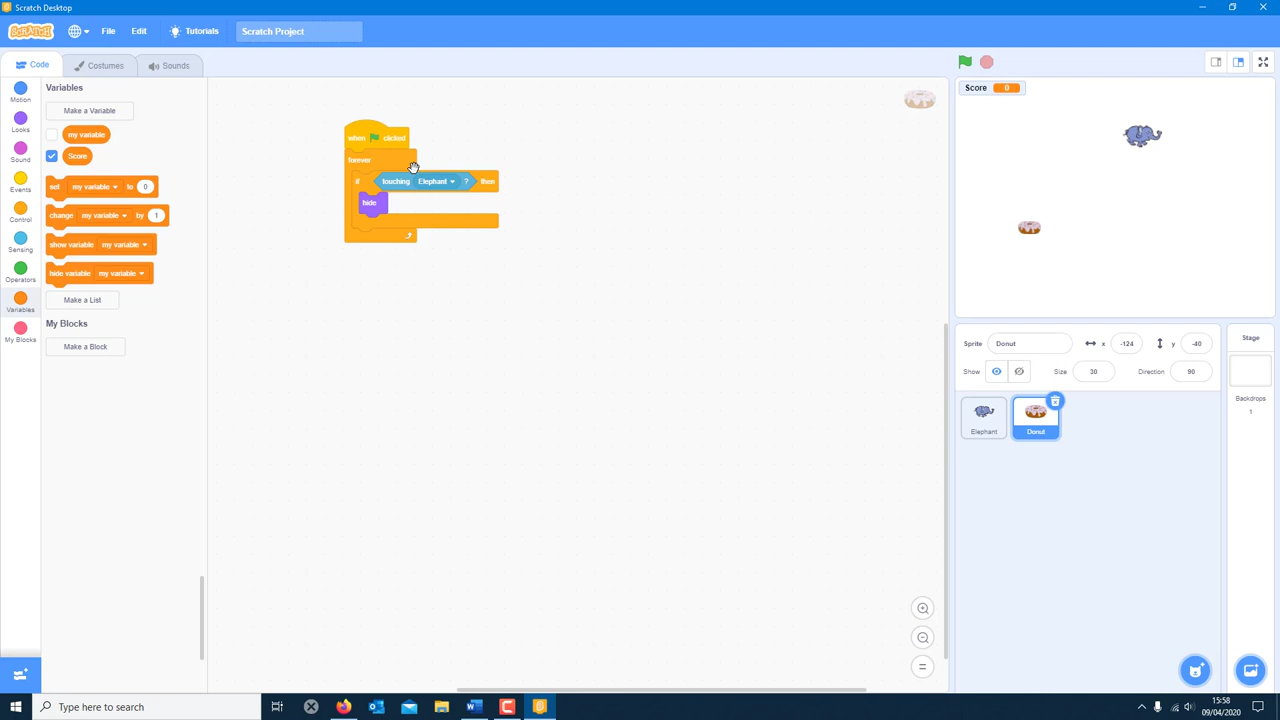 Scratch Desktop
SCRATCH File Edit Tutorials Scratch Project
Code Costumes Sounds
Motion
Looks
Sound
Events
Control
Sensing
Operators
Variables
My Blocks
Variables
Make a Variable
my variable
Score
set my variable to 0
change my variable by 1
show variable my variable
hide variable my variable
Make a List
My Blocks
Make a Block
when clicked
forever
if touching Elephant ? then
hide
Score 0
Sprite Donut x -124 y -40
Show Size 30 Direction 90
Elephant
Donut
Stage
Backdrops
1
Type here to search
15:58
09/04/2020